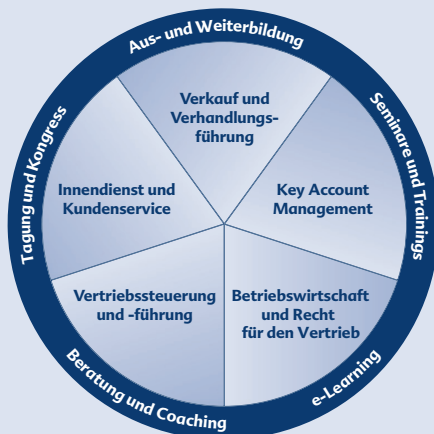 Aus- und Weiterbildung
Seminare und Trainings
e-Learning
Beratung und Coaching
Tagung und Kongress
Verkauf und
Verhandlungs-
führung
Key Account
Management
Betriebswirtschaft
und Recht
für den Vertrieb
Vertriebssteuerung
und -führung
Innendienst und
Kundenservice